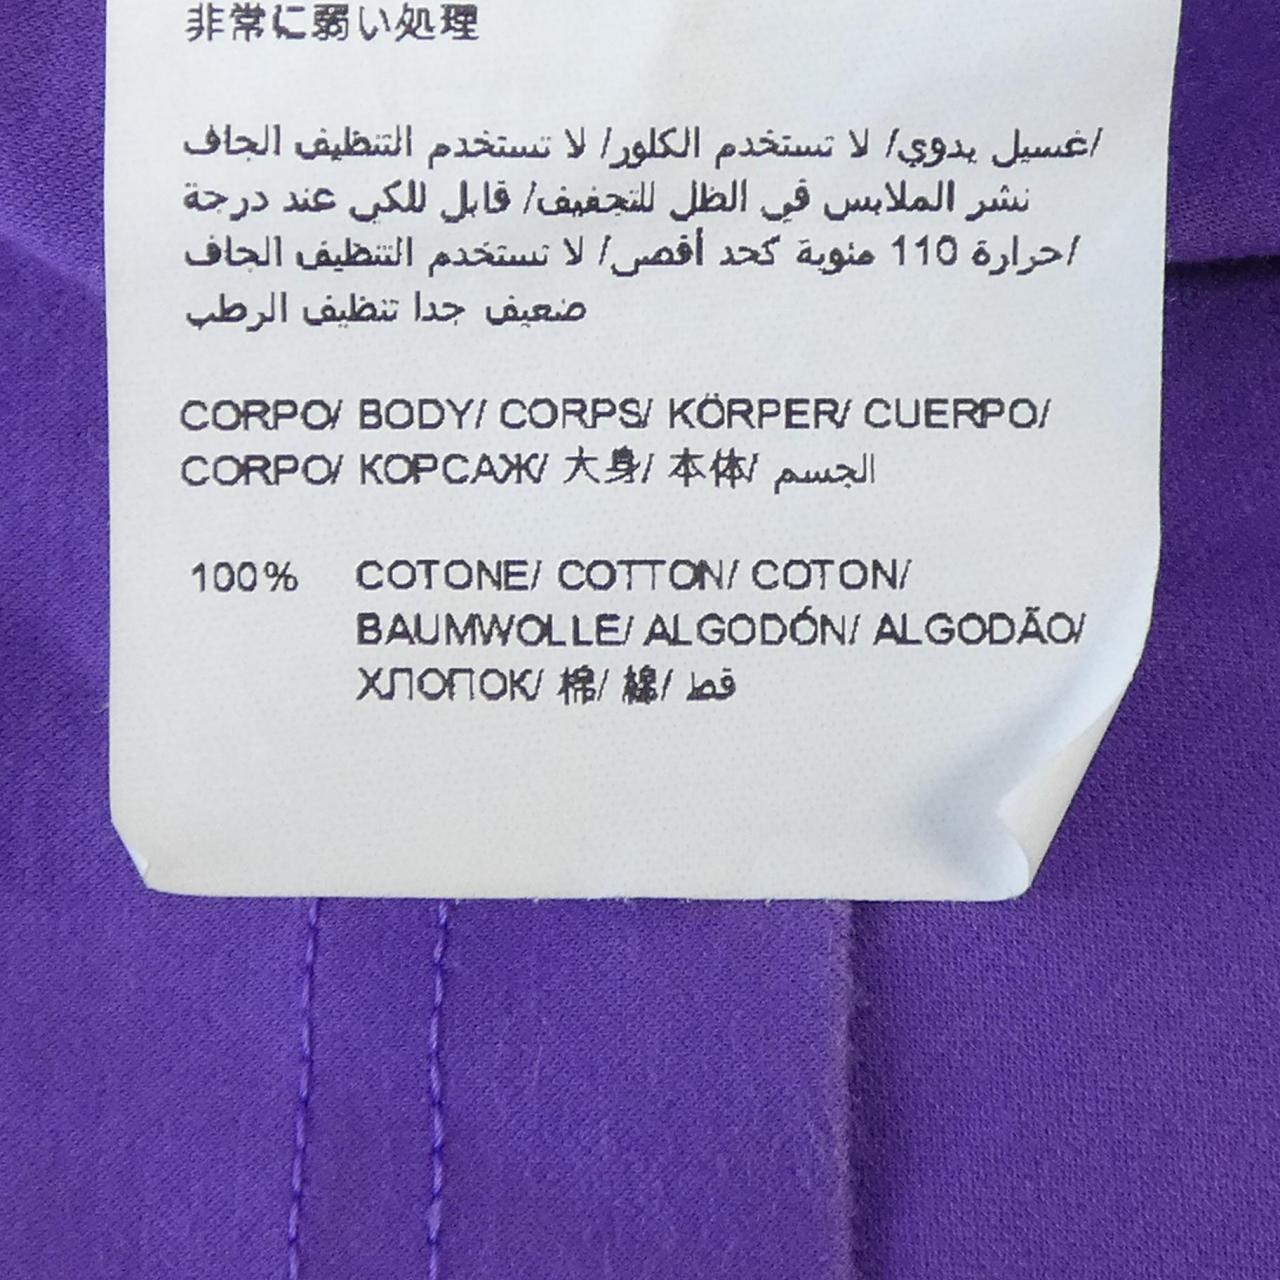 非常に弱い処理
غسيل يدوي/ لا تستخدم الكلور/ لا تستخدم التنظيف الجاف/
نشر الملابس في الظل للتجفيف/ قابل للكي عند درجة
حرارة 110 مئوية كحد أقصى/ لا تستخدم التنظيف الجاف/
ضعيف جدا تنظيف الرطب
CORPO/ BODY/ CORPS/ KÖRPER/ CUERPO/
CORPO/ КОРСАЖ/ 大身/ 本体/ الجسم
100% COTONE/ COTTON/ COTON/
BAUMWOLLE/ ALGODÓN/ ALGODÃO/
ХЛОПОК/ 棉/ 綿/ قط